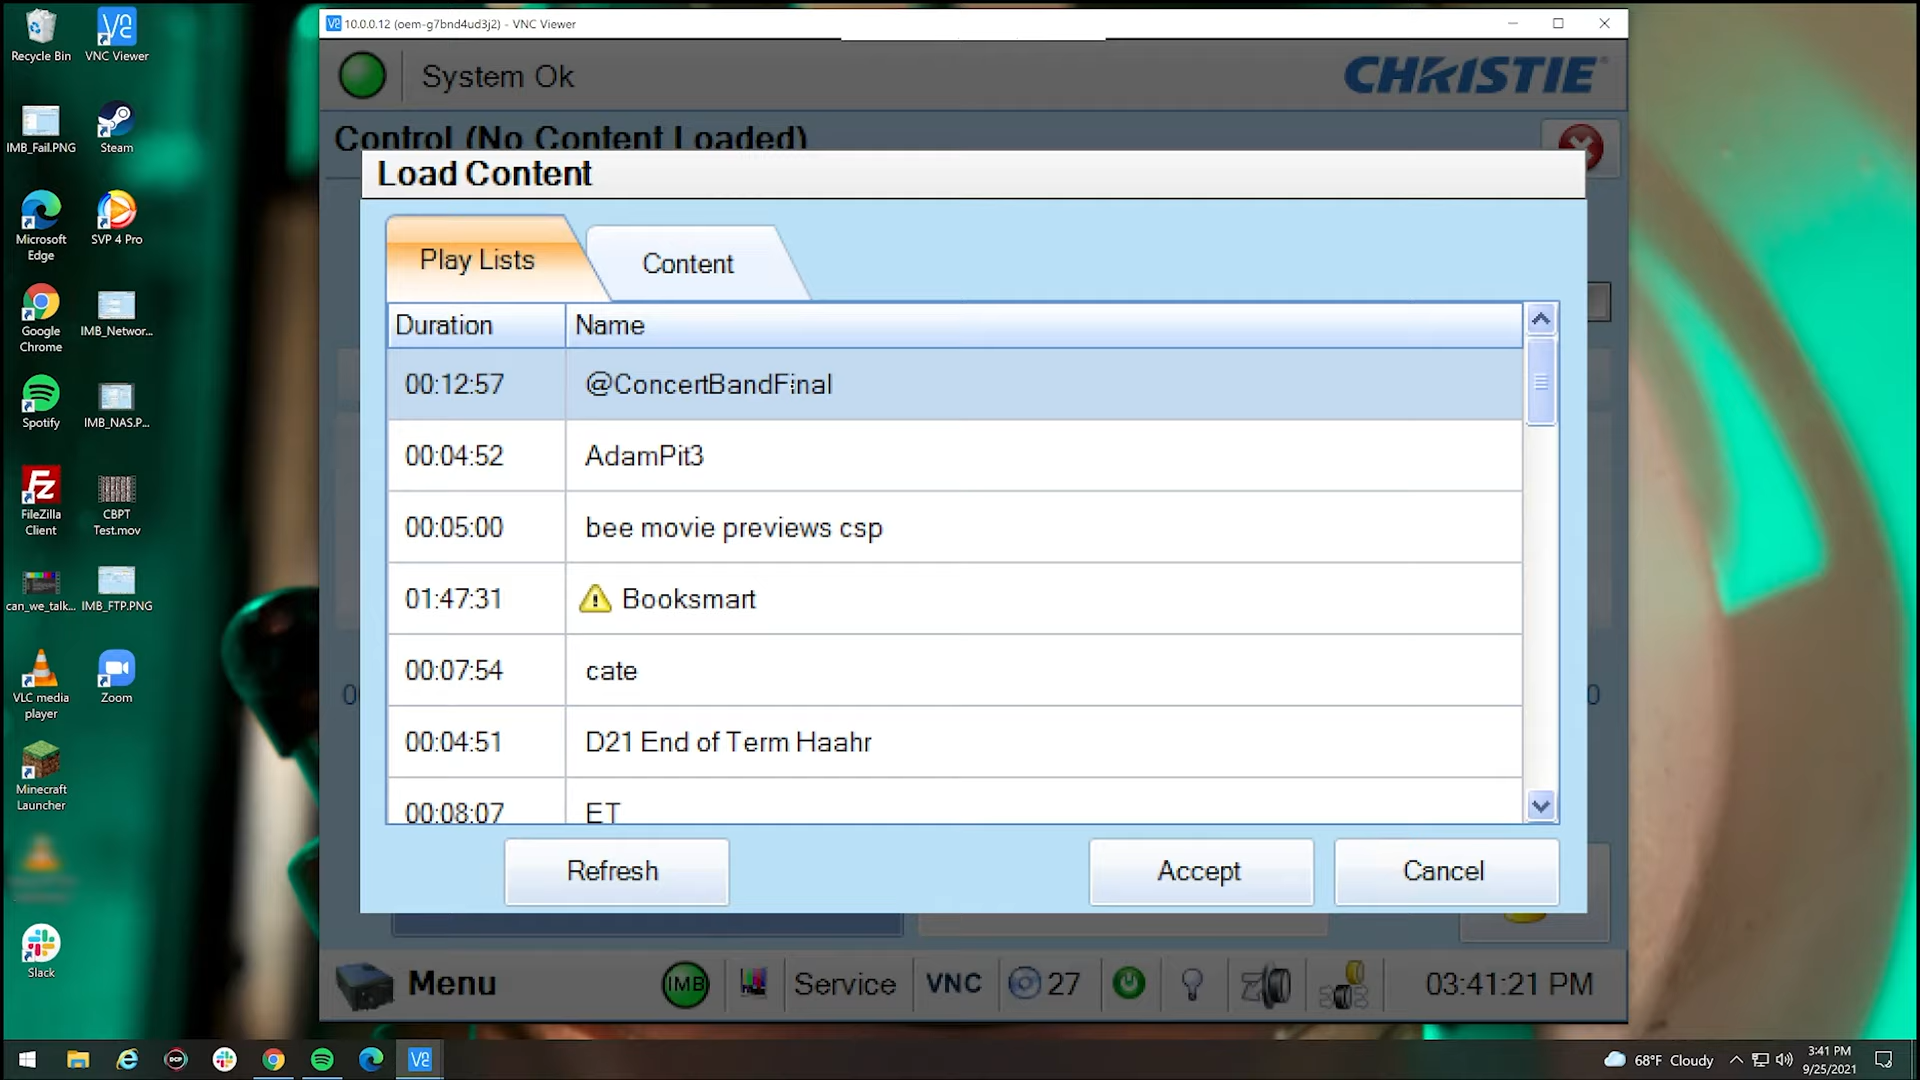 10.0.0.12 (oem-g7bnd4ud3j2) - VNC Viewer
Recycle Bin
VNC Viewer
System Ok
CHRISTIE
Control (No Content Loaded)
IMB_Fail.PNG
Steam
Load Content
Microsoft Edge
SVP 4 Pro
Play Lists
Content
Duration
Name
Google Chrome
IMB_Networ...
00:12:57
@ConcertBandFinal
Spotify
IMB_NAS.P...
00:04:52
AdamPit3
FileZilla Client
CBPT Test.mov
00:05:00
bee movie previews csp
can_we_talk...
IMB_FTP.PNG
01:47:31
Booksmart
VLC media player
Zoom
00:07:54
cate
Minecraft Launcher
00:04:51
D21 End of Term Haahr
00:08:07
ET
Refresh
Accept
Cancel
Slack
Menu
IMB
Service
VNC
27
03:41:21 PM
68°F Cloudy
3:41 PM
9/25/2021